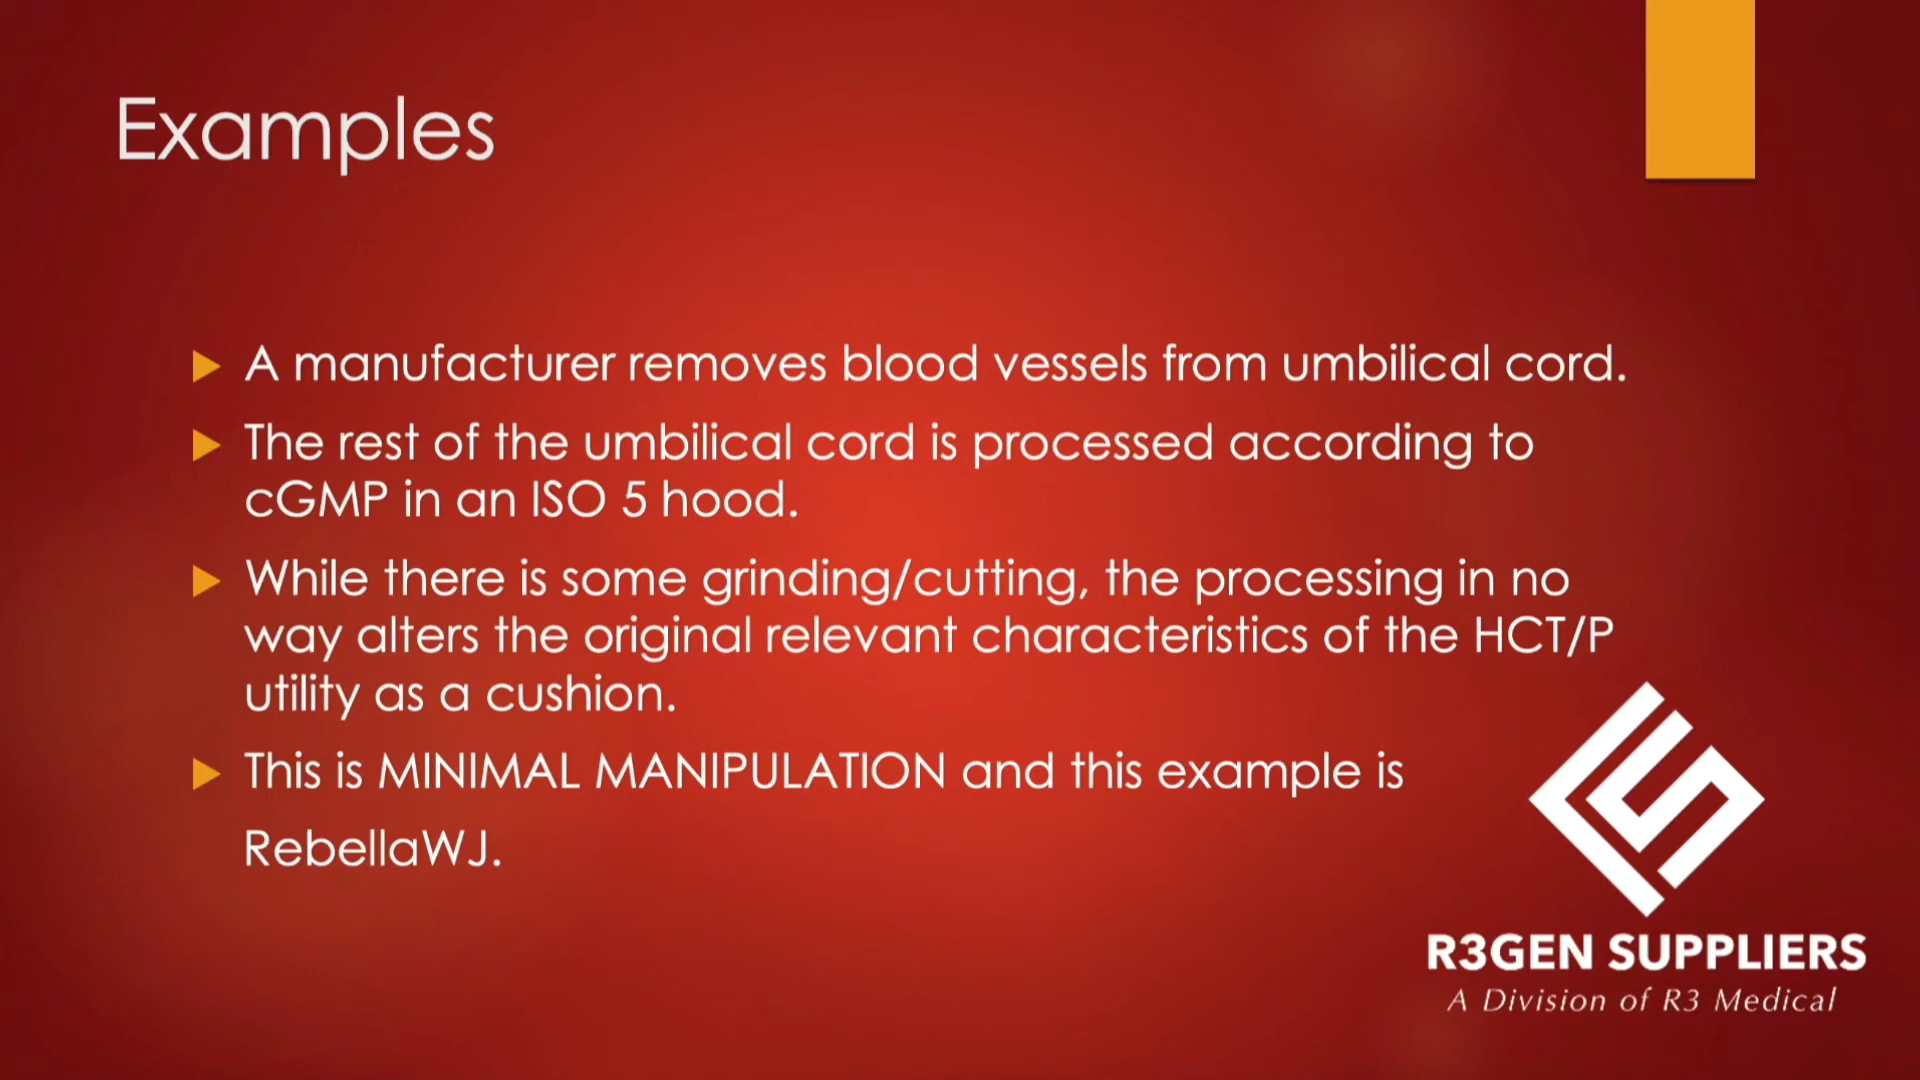 Examples
A manufacturer removes blood vessels from umbilical cord.
The rest of the umbilical cord is processed according to
cGMP in an ISO 5 hood.
While there is some grinding/cutting, the processing in no
way alters the original relevant characteristics of the HCT/P
utility as a cushion.
This is MINIMAL MANIPULATION and this example is
RebellaWJ.
R3GEN SUPPLIERS
A Division of R3 Medical